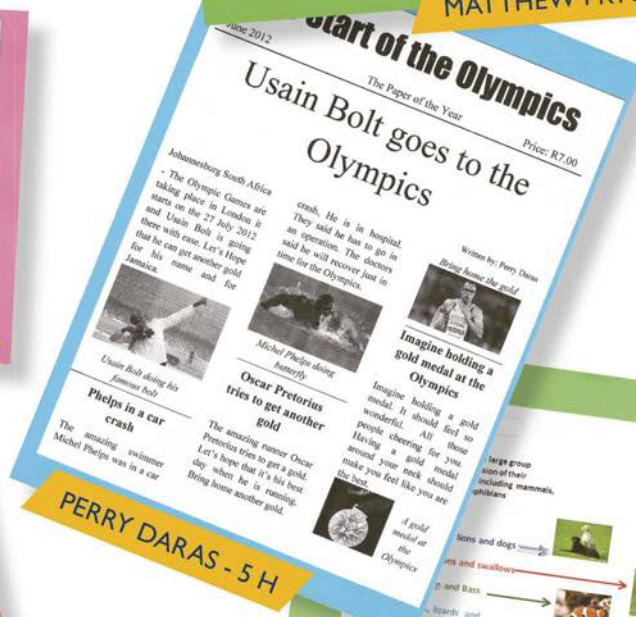 MATTHEW
June 2012
Start of the Olympics
The Paper of the Year
Price: R7.00
Usain Bolt goes to the
Olympics
Johannesburg South Africa
- The Olympic Games are
taking place in London it
starts on the 27 July 2012
and Usain Bolt is going
there with ease. Let's Hope
that he can get another gold
for his name and for
Jamaica.
Usain Bolt doing his
famous bolt
Phelps in a car
crash
The amazing swimmer
Michel Phelps was in a car
crash. He is in hospital.
They said he has to go in
an operation. The doctors
said he will recover just in
time for the Olympics.
Michel Phelps doing
butterfly
Oscar Pretorius
tries to get another
gold
The amazing runner Oscar
Pretorius tries to get a gold.
Let's hope that it's his best
day when he is running.
Bring home another gold.
Written by: Perry Daras
Bring home the gold
Imagine holding a
gold medal at the
Olympics
Imagine holding a gold
medal. It should feel so
wonderful. All those
people cheering for you.
Having a gold medal
around your neck should
make you feel like you are
the best.
A gold
medal at
the
Olympics
PERRY DARAS - 5 H
large group
sion of their
including mammals,
phibians
lions and dogs
ns and swallows
and Bass
lizards and